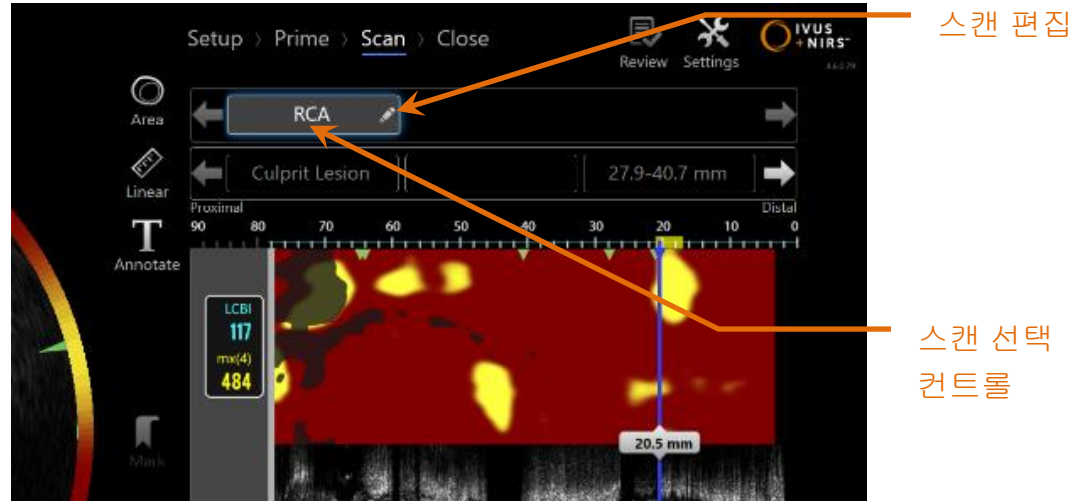 스캔 편집
Setup › Prime › Scan › Close
Review
Settings
IVUS
+NIRS
Area
RCA
Linear
Culprit Lesion
27.9-40.7 mm
Proximal
Distal
90 80 70 60 50 40 30 20 10 0
Annotate
LCBI
117
mx(4)
484
스캔 선택
컨트롤
20.5 mm
Mark